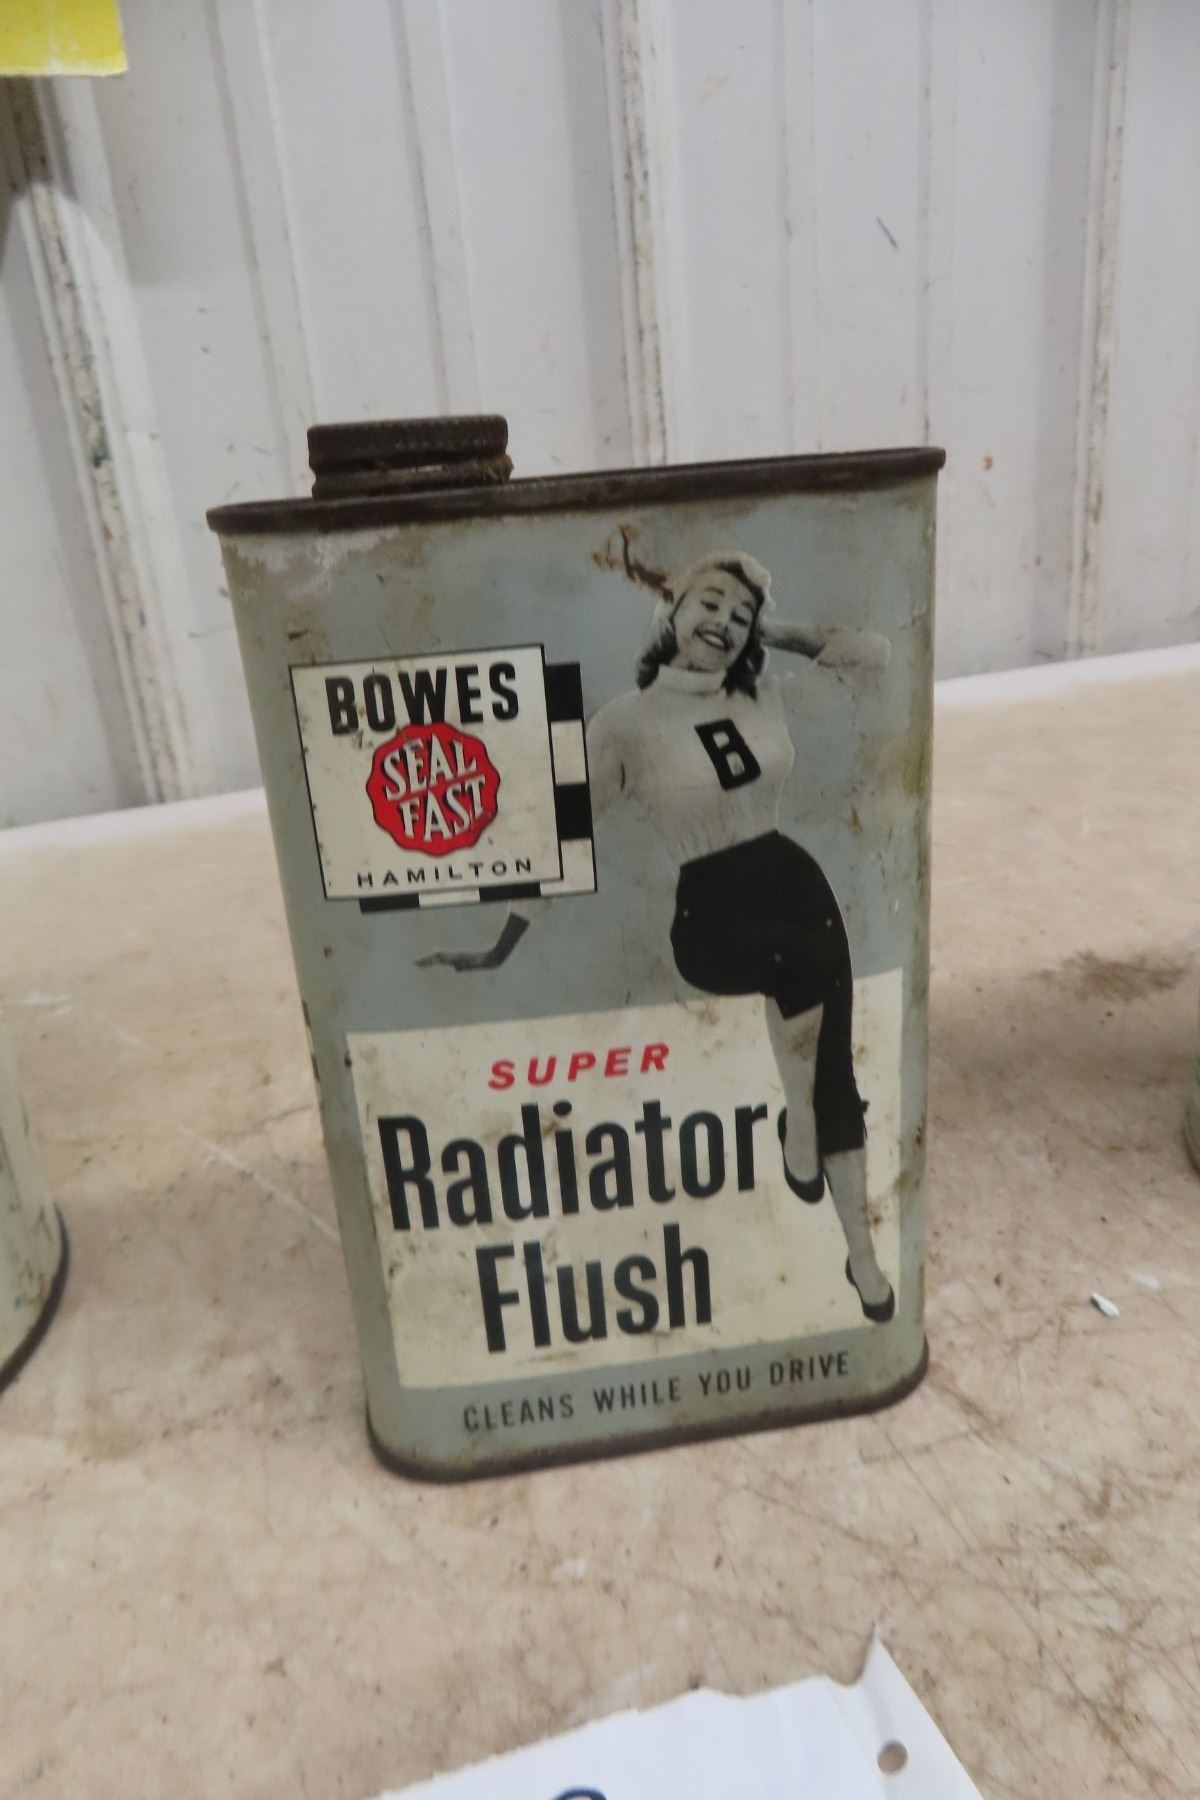 BOWES
SEAL
FAST
HAMILTON
B
SUPER
Radiator
Flush
CLEANS WHILE YOU DRIVE